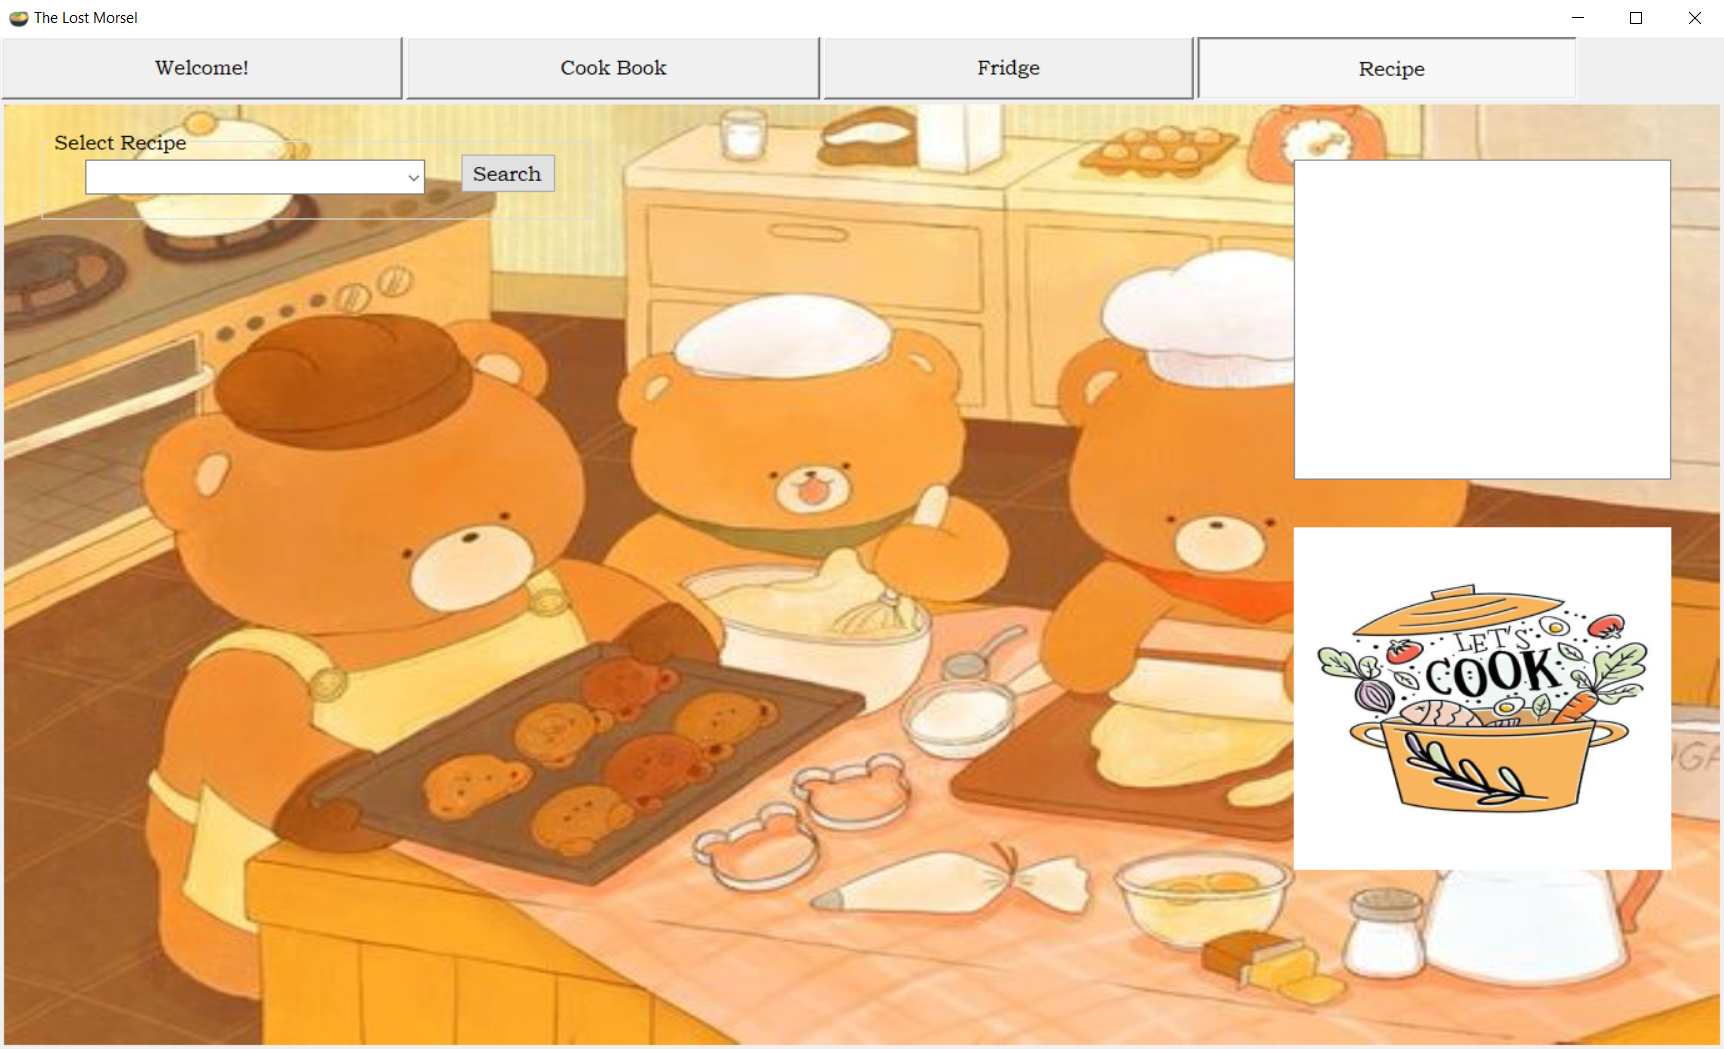 The Lost Morsel
Welcome!
Cook Book
Fridge
Recipe
Select Recipe
Search
LET'S
COOK